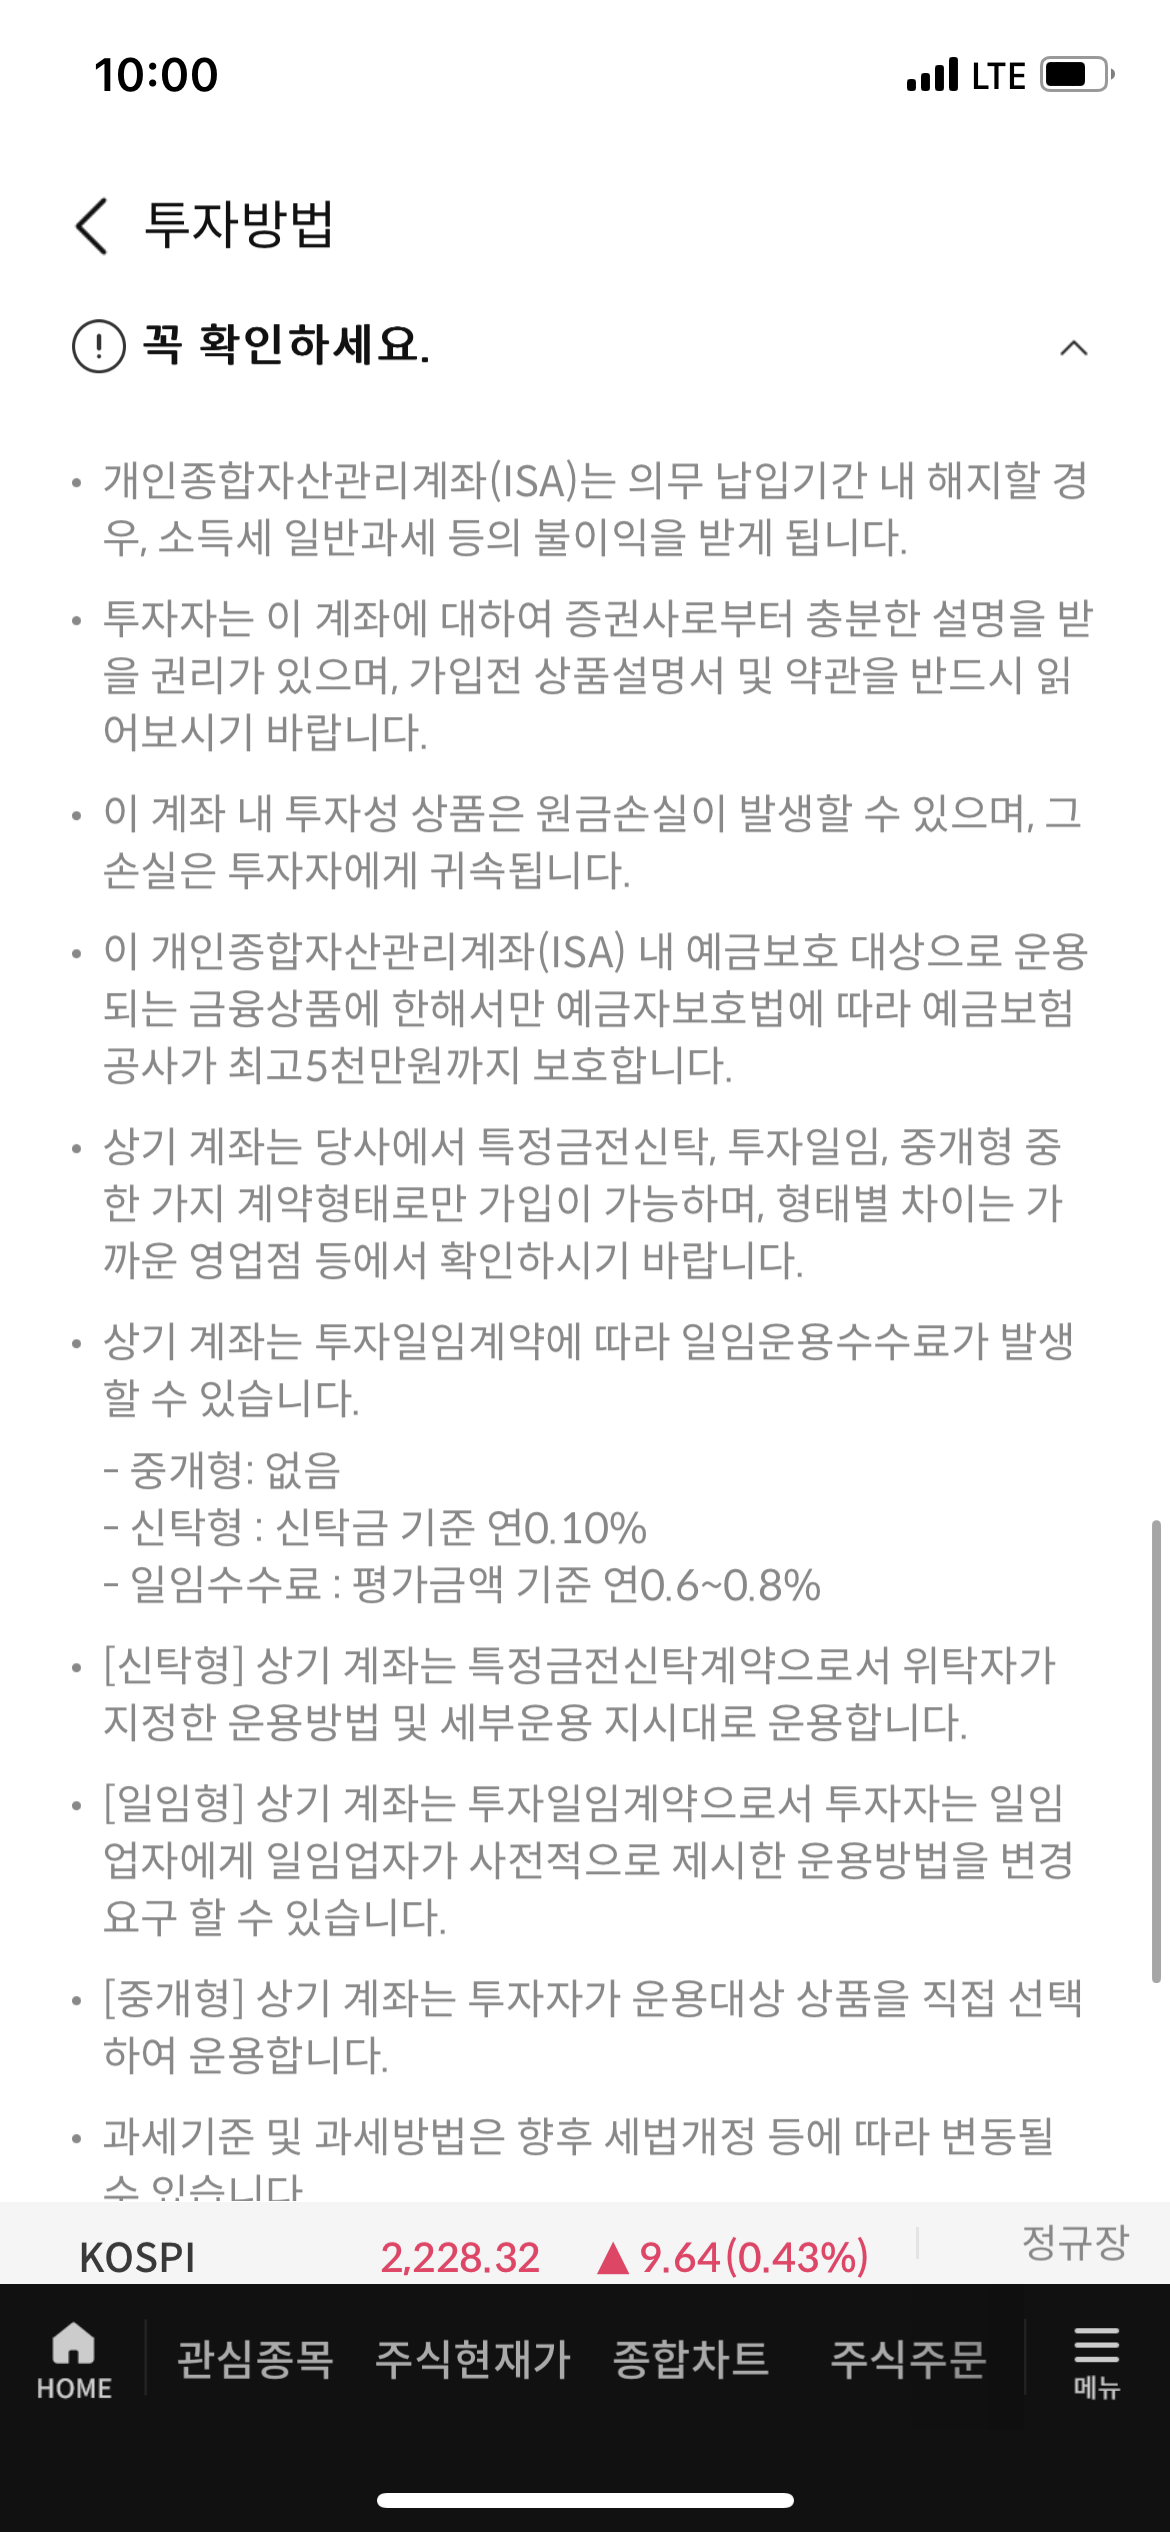 10:00
LTE
투자방법
꼭 확인하세요.
• 개인종합자산관리계좌(ISA)는 의무 납입기간 내 해지할 경
우, 소득세 일반과세 등의 불이익을 받게 됩니다.
• 투자자는 이 계좌에 대하여 증권사로부터 충분한 설명을 받
을 권리가 있으며, 가입전 상품설명서 및 약관을 반드시 읽
어보시기 바랍니다.
• 이 계좌 내 투자성 상품은 원금손실이 발생할 수 있으며, 그
손실은 투자자에게 귀속됩니다.
• 이 개인종합자산관리계좌(ISA) 내 예금보호 대상으로 운용
되는 금융상품에 한해서만 예금자보호법에 따라 예금보험
공사가 최고5천만원까지 보호합니다.
• 상기 계좌는 당사에서 특정금전신탁, 투자일임, 중개형 중
한 가지 계약형태로만 가입이 가능하며, 형태별 차이는 가
까운 영업점 등에서 확인하시기 바랍니다.
• 상기 계좌는 투자일임계약에 따라 일임운용수수료가 발생
할 수 있습니다.
- 중개형: 없음
- 신탁형 : 신탁금 기준 연0.10%
- 일임수수료 : 평가금액 기준 연0.6~0.8%
• [신탁형] 상기 계좌는 특정금전신탁계약으로서 위탁자가
지정한 운용방법 및 세부운용 지시대로 운용합니다.
• [일임형] 상기 계좌는 투자일임계약으로서 투자자는 일임
업자에게 일임업자가 사전적으로 제시한 운용방법을 변경
요구 할 수 있습니다.
• [중개형] 상기 계좌는 투자자가 운용대상 상품을 직접 선택
하여 운용합니다.
• 과세기준 및 과세방법은 향후 세법개정 등에 따라 변동될
수 있습니다
KOSPI 2,228.32 ▲ 9.64(0.43%) 정규장
HOME 관심종목 주식현재가 종합차트 주식주문 메뉴